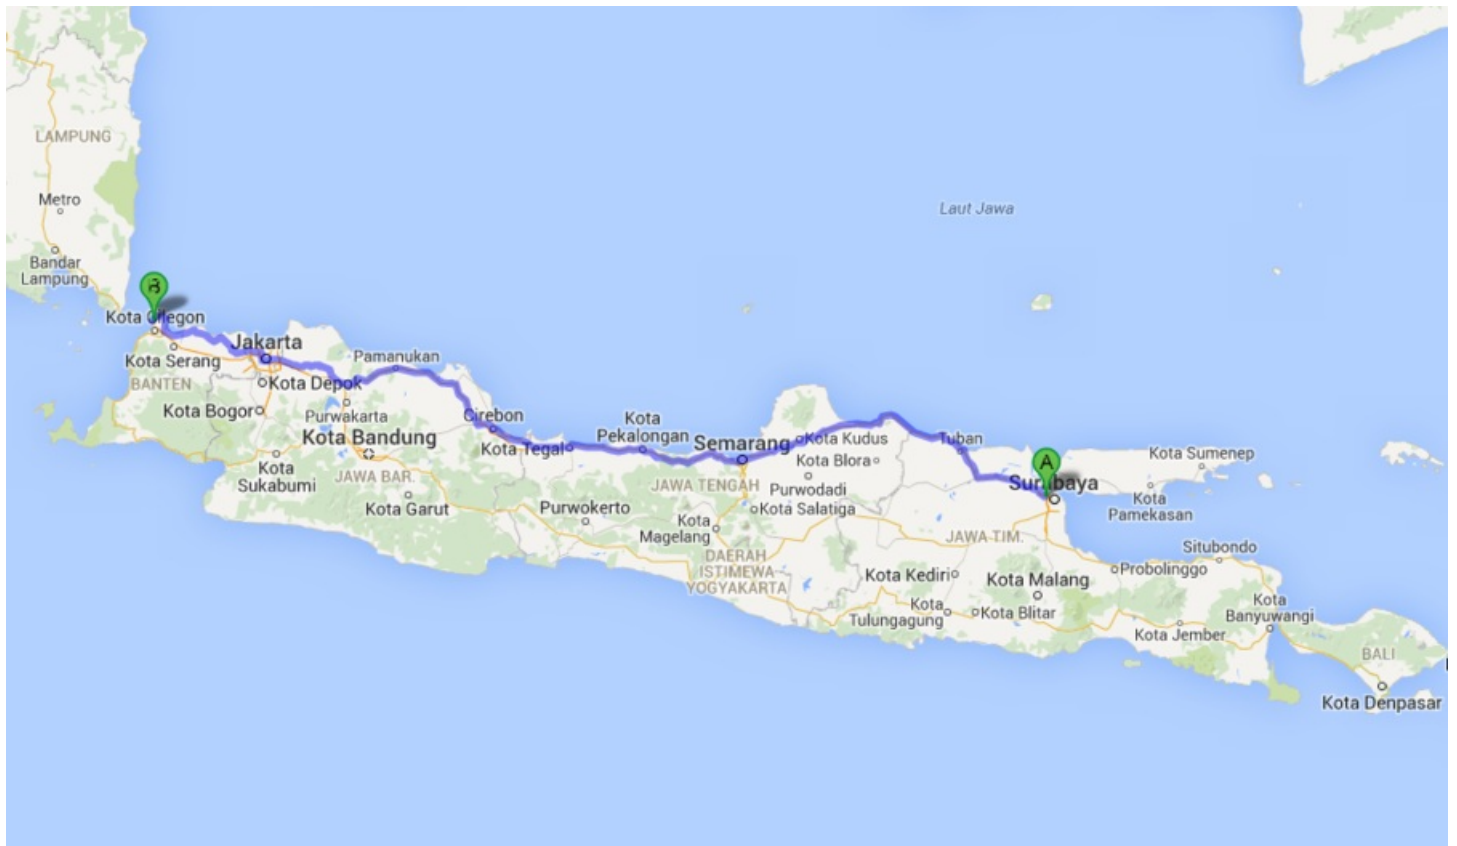 LAMPUNG
Metro
Laut Jawa
Bandar
Lampung
B
Kota Cilegon
Jakarta
Pamanukan
Kota Serang
BANTEN
Kota Depok
Kota Bogor
Purwakarta
Cirebon
Kota
Pekalongan
Kota Bandung
Kota Tegal
Semarang
Kota Kudus
Tuban
Kota Blora
A
Kota Sumenep
Kota
Sukabumi
JAWA BAR.
JAWA TENGAH
Purwodadi
Surabaya
Kota
Pamekasan
Kota Garut
Purwokerto
Kota Salatiga
Kota
Magelang
JAWA TIM.
Situbondo
DAERAH
ISTIMEWA
YOGYAKARTA
Kota Kediri
Kota Malang
Probolinggo
Kota
Tulungagung
Kota Blitar
Kota
Banyuwangi
Kota Jember
BALI
Kota Denpasar